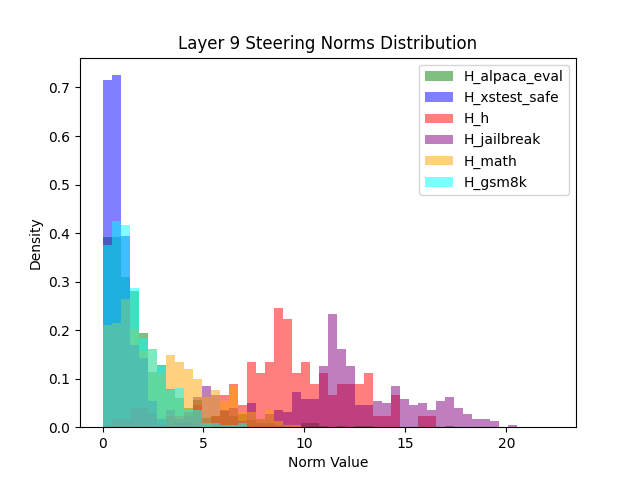 Layer 9 Steering Norms Distribution
H_alpaca_eval
H_xstest_safe
H_h
H_jailbreak
H_math
H_gsm8k
0.7
0.6
0.5
0.4
0.3
0.2
0.1
0.0
Density
0
5
10
15
20
Norm Value